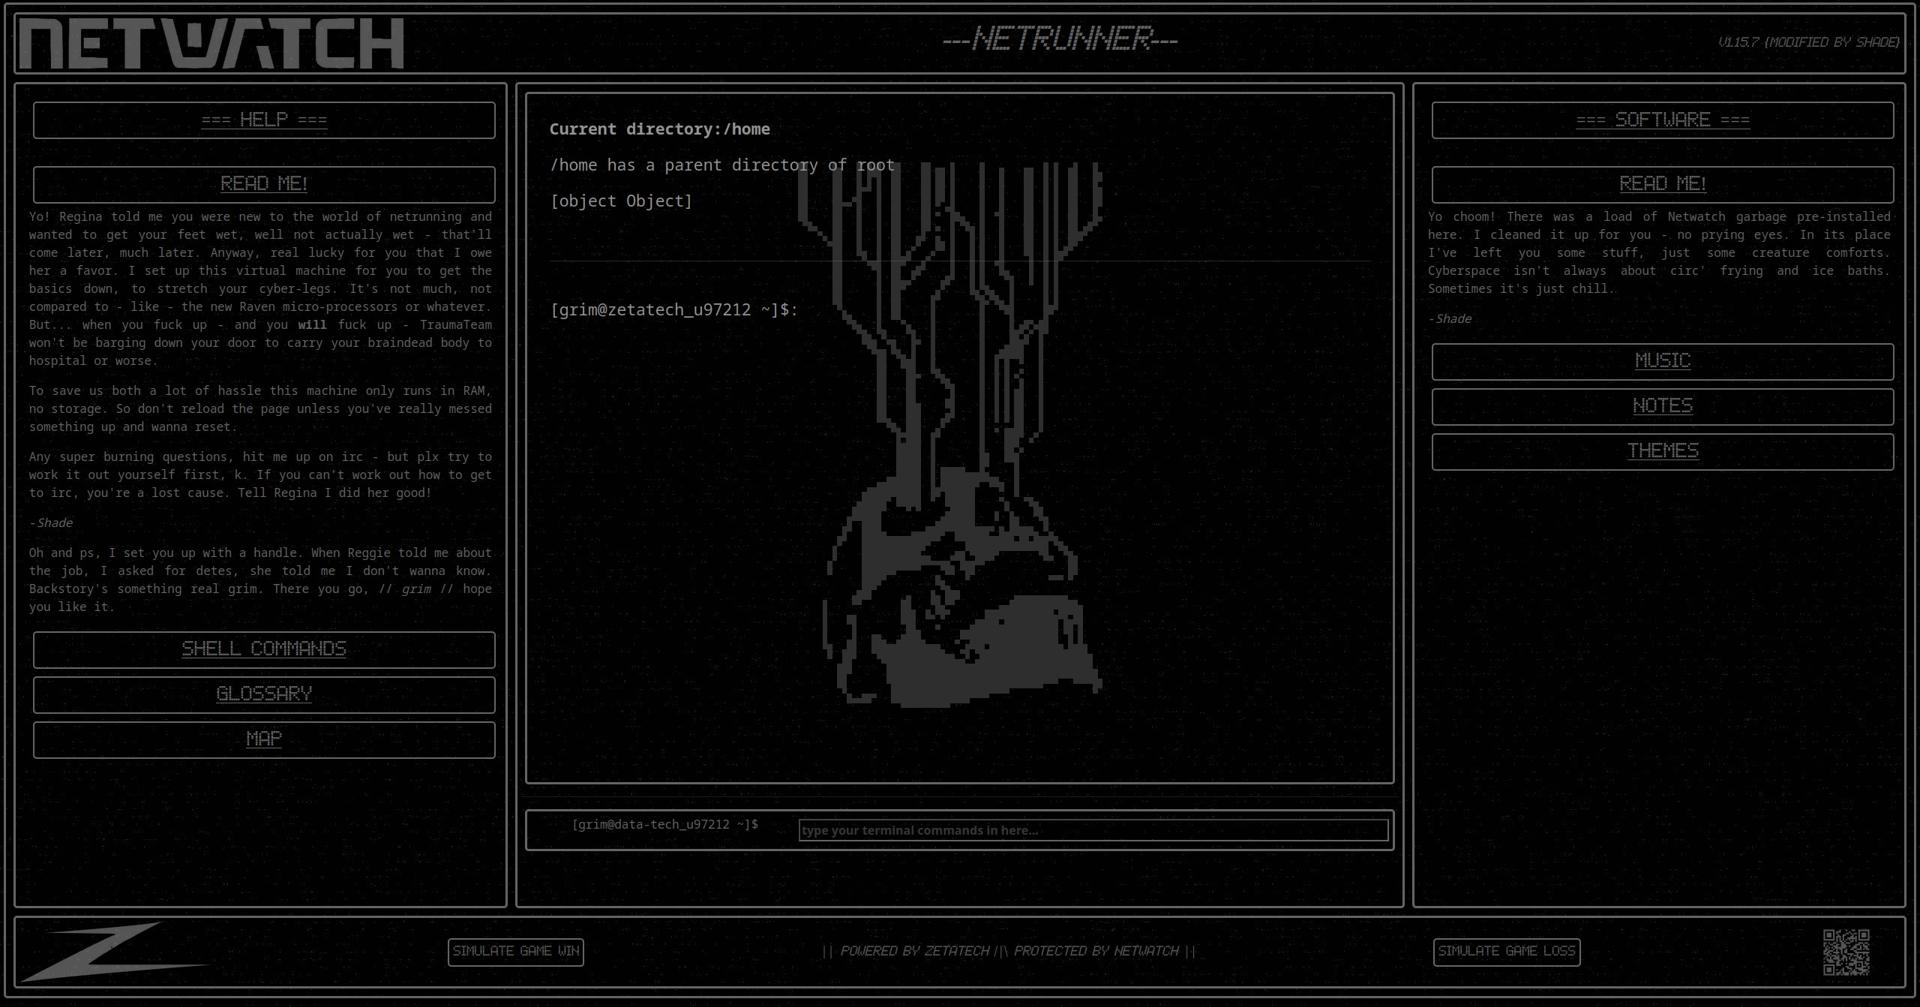 NETWATCH
---NETRUNNER---
V1.15.7 {MODIFIED BY SHADE}
=== HELP ===
READ ME!
Yo! Regina told me you were new to the world of netrunning and
wanted to get your feet wet, well not actually wet - that'll
come later, much later. Anyway, real lucky for you that I owe
her a favor. I set up this virtual machine for you to get the
basics down, to stretch your cyber-legs. It's not much, not
compared to - like - the new Raven micro-processors or whatever.
But... when you fuck up - and you will fuck up - TraumaTeam
won't be barging down your door to carry your braindead body to
hospital or worse.
To save us both a lot of hassle this machine only runs in RAM,
no storage. So don't reload the page unless you've really messed
something up and wanna reset.
Any super burning questions, hit me up on irc - but plx try to
work it out yourself first, k. If you can't work out how to get
to irc, you're a lost cause. Tell Regina I did her good!
-Shade
Oh and ps, I set you up with a handle. When Reggie told me about
the job, I asked for detes, she told me I don't wanna know.
Backstory's something real grim. There you go, // grim // hope
you like it.
SHELL COMMANDS
GLOSSARY
MAP
Current directory:/home
/home has a parent directory of root
[object Object]
[grim@zetatech_u97212 ~]$:
[grim@data-tech_u97212 ~]$
type your terminal commands in here...
=== SOFTWARE ===
READ ME!
Yo choom! There was a load of Netwatch garbage pre-installed
here. I cleaned it up for you - no prying eyes. In its place
I've left you some stuff, just some creature comforts.
Cyberspace isn't always about circ' frying and ice baths.
Sometimes it's just chill.
-Shade
MUSIC
NOTES
THEMES
SIMULATE GAME WIN
|| POWERED BY ZETATECH ||\ PROTECTED BY NETWATCH ||
SIMULATE GAME LOSS